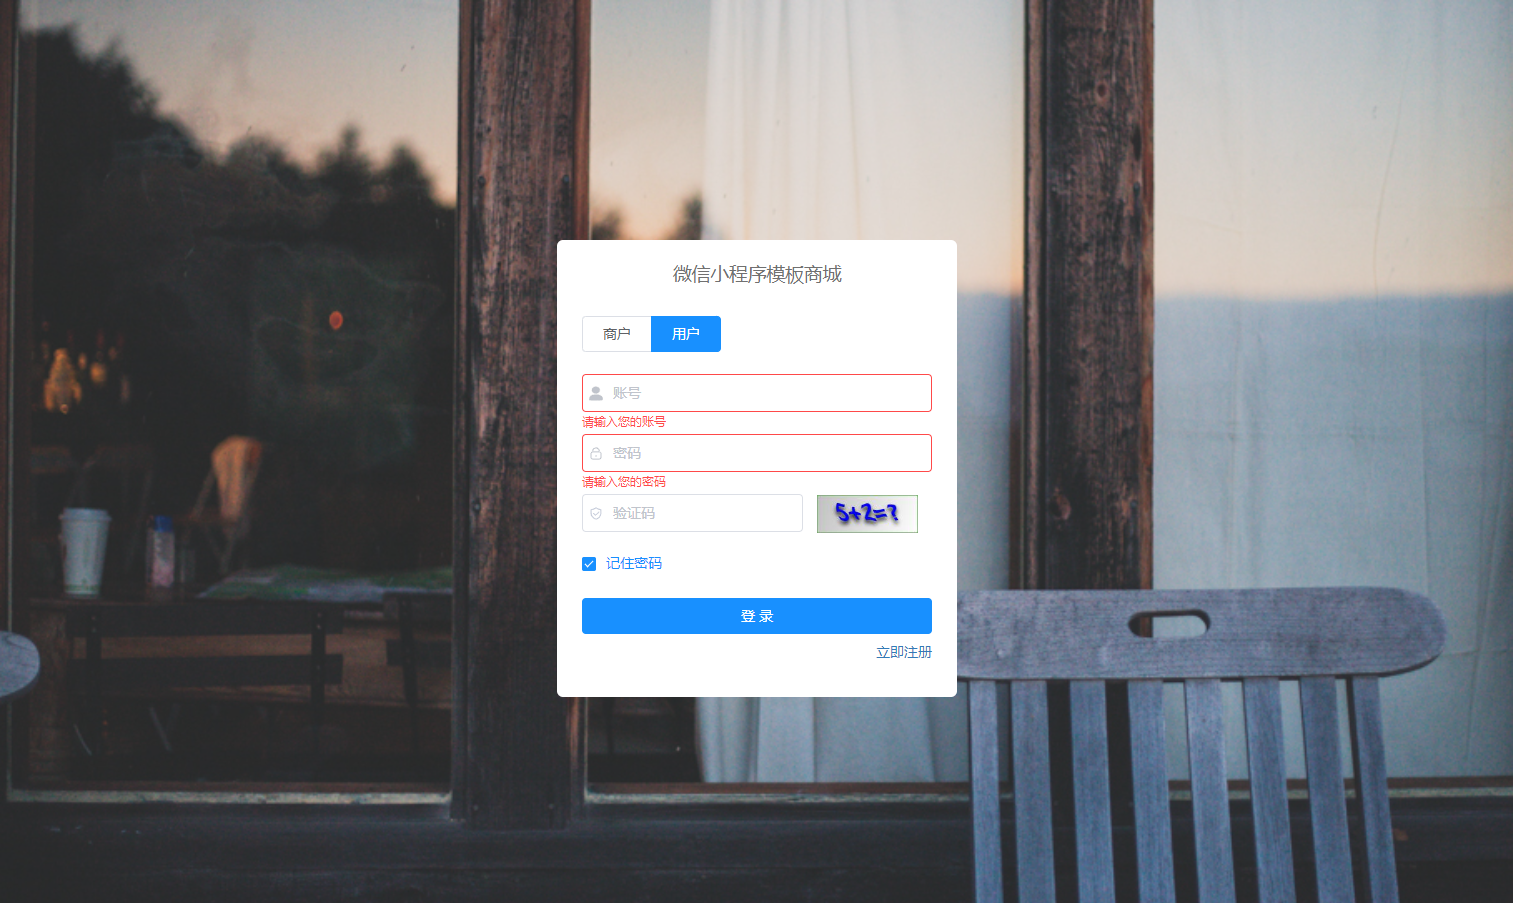 微信小程序模板商城
商户 用户
账号
请输入您的账号
密码
请输入您的密码
验证码 5+2=?
记住密码
登 录
立即注册